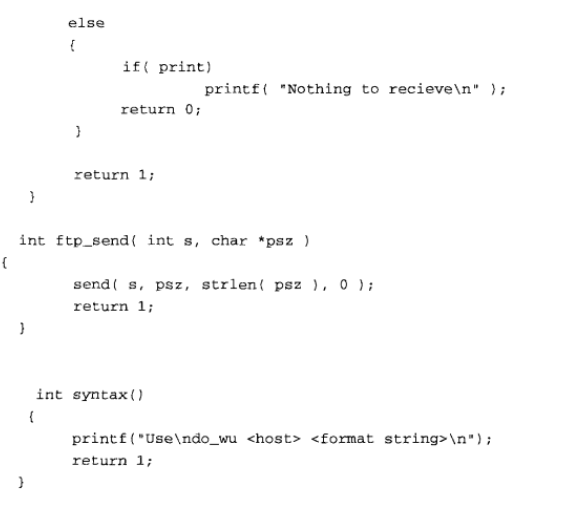 else
{
if( print)
printf( "Nothing to recieve\n" );
return 0;
}
return 1;
}
int ftp_send( int s, char *psz )
{
send( s, psz, strlen( psz ), 0 );
return 1;
}
int syntax()
{
printf("Use\ndo_wu <host> <format string>\n");
return 1;
}